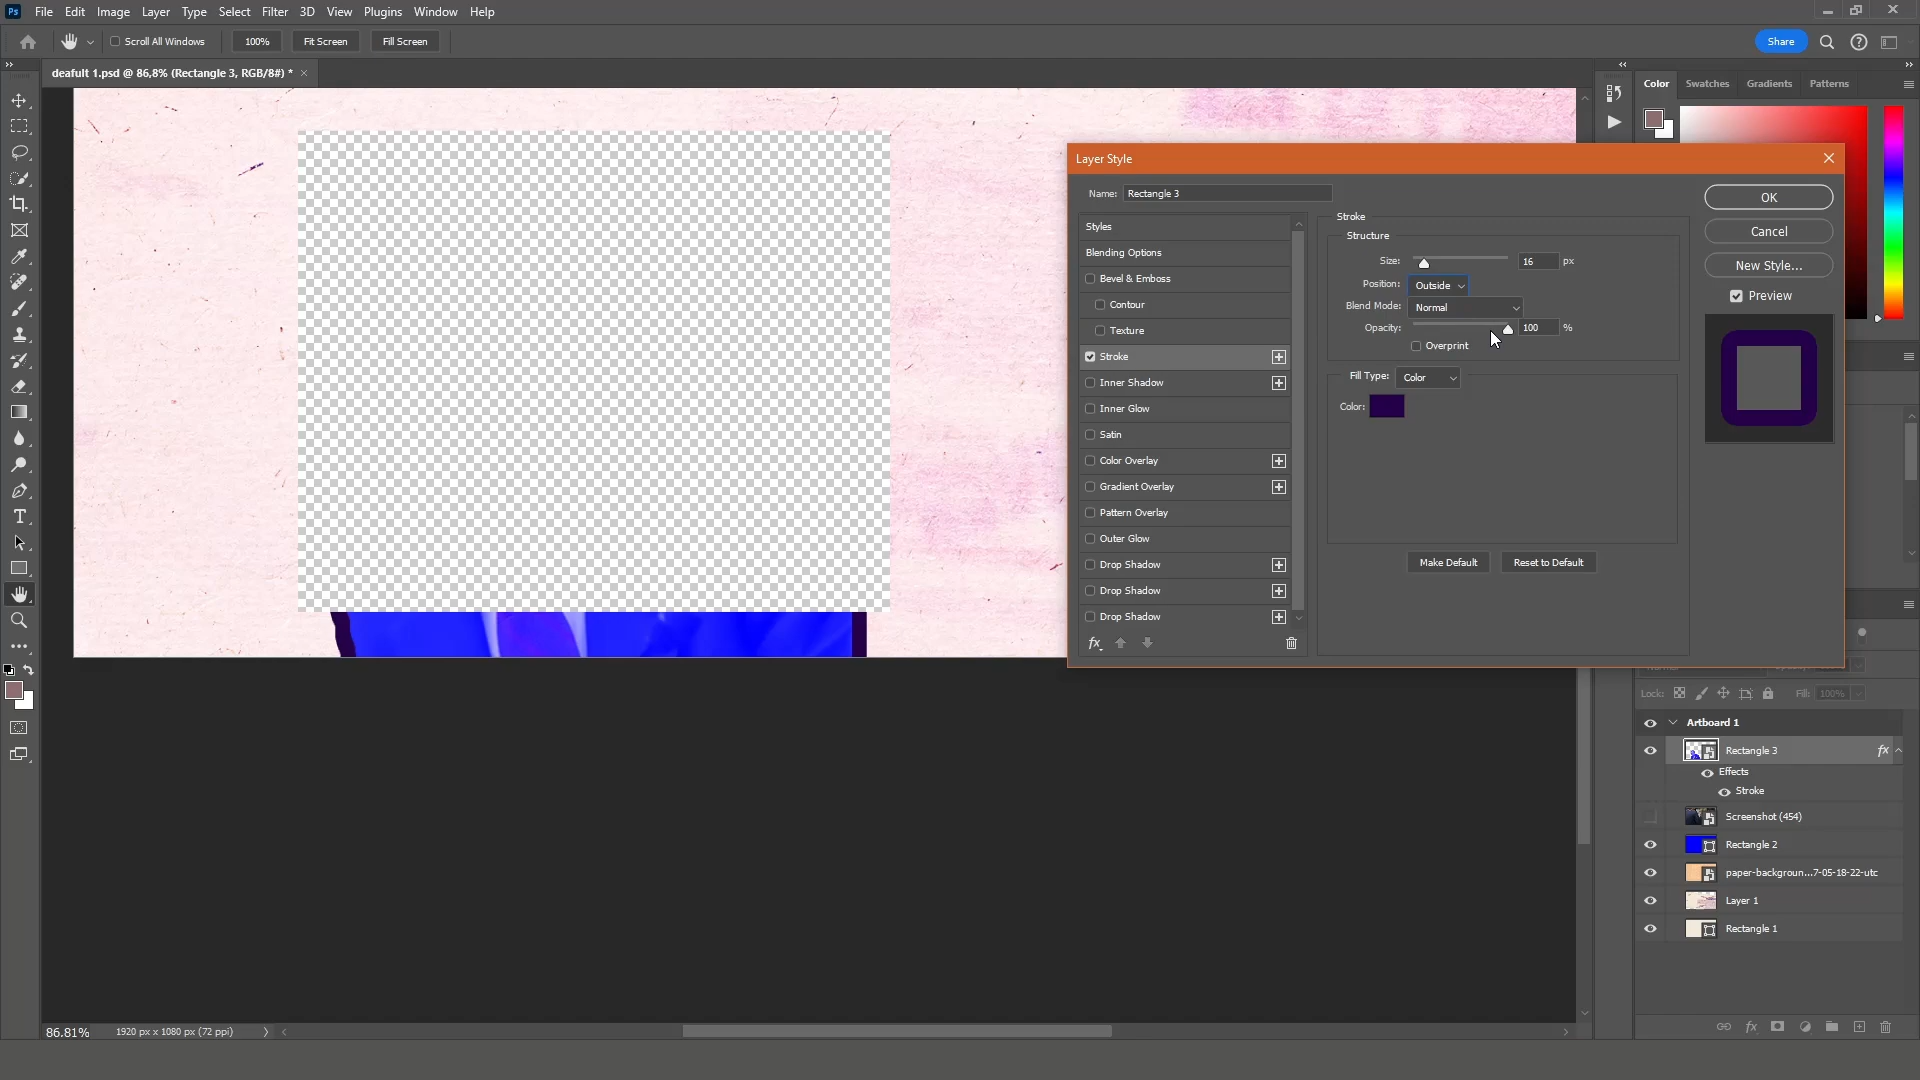 Ps File Edit Image Layer Type Select Filter 3D View Plugins Window Help
Scroll All Windows 100% Fit Screen Fill Screen Share
deafult 1.psd @ 86,8% (Rectangle 3, RGB/8#) * ×
Color Swatches Gradients Patterns
Layer Style
Name: Rectangle 3
OK
Cancel
New Style...
Preview
Styles
Blending Options
Bevel & Emboss
Contour
Texture
Stroke
Inner Shadow
Inner Glow
Satin
Color Overlay
Gradient Overlay
Pattern Overlay
Outer Glow
Drop Shadow
Drop Shadow
Drop Shadow
fx
Stroke
Structure
Size: 16 px
Position: Outside
Blend Mode: Normal
Opacity: 100 %
Overprint
Fill Type: Color
Color:
Make Default Reset to Default
Lock: Fill: 100%
Artboard 1
Rectangle 3 fx
Effects
Stroke
Screenshot (454)
Rectangle 2
paper-backgroun...7-05-18-22-utc
Layer 1
Rectangle 1
fx
86.81% 1920 px x 1080 px (72 ppi)